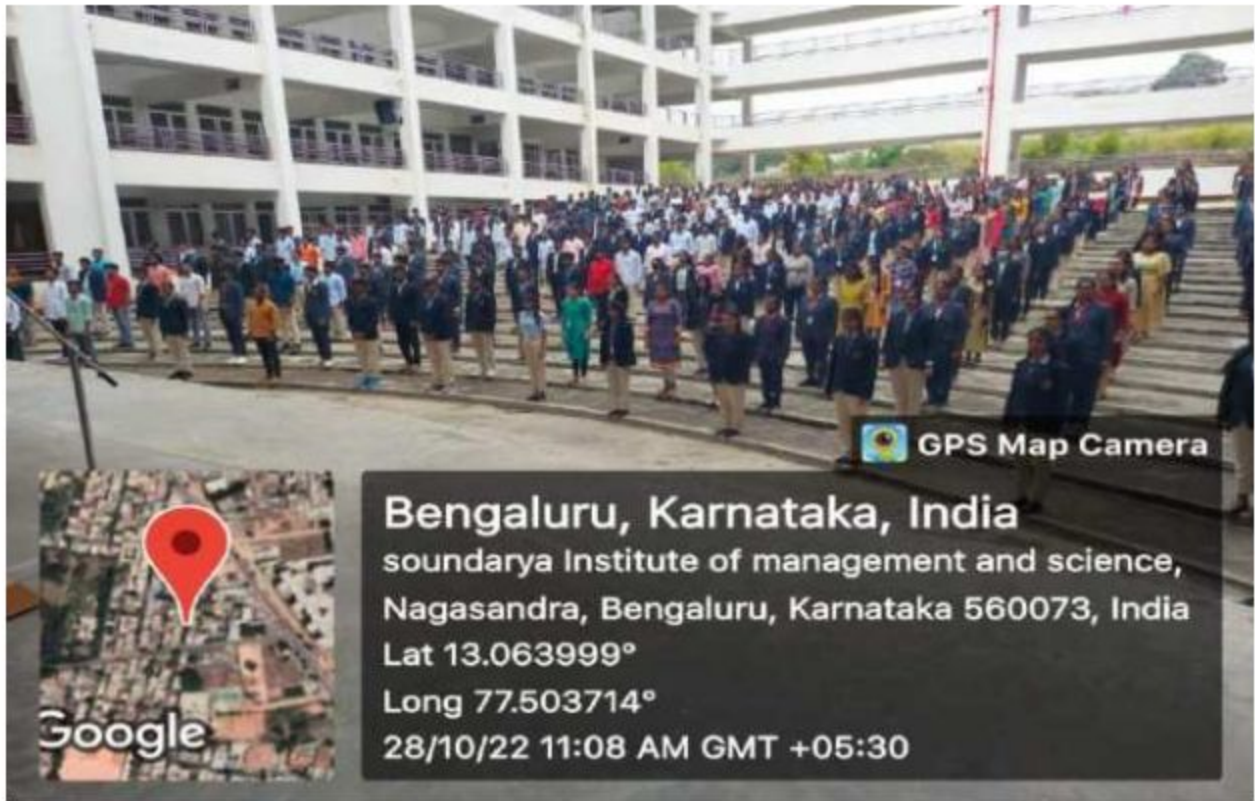 GPS Map Camera
Bengaluru, Karnataka, India
soundarya Institute of management and science,
Nagasandra, Bengaluru, Karnataka 560073, India
Lat 13.063999°
Long 77.503714°
28/10/22 11:08 AM GMT +05:30
Google